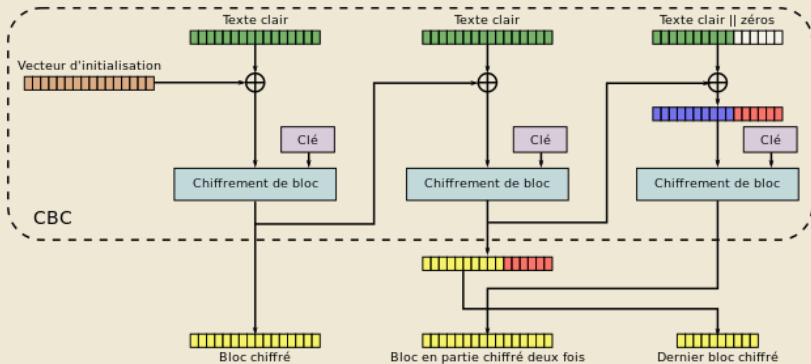 Texte clair
Texte clair
Texte clair || zéros
Vecteur d'initialisation
Clé
Clé
Clé
Chiffrement de bloc
Chiffrement de bloc
Chiffrement de bloc
CBC
Bloc chiffré
Bloc en partie chiffré deux fois
Dernier bloc chiffré